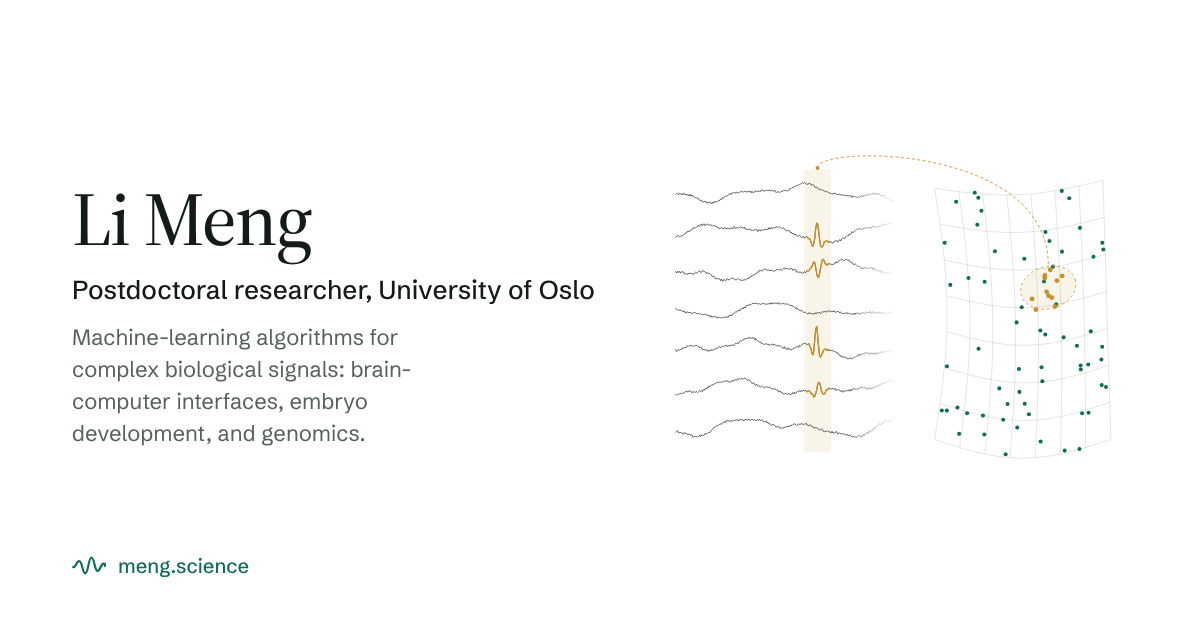 Li Meng
Postdoctoral researcher, University of Oslo
Machine-learning algorithms for
complex biological signals: brain-
computer interfaces, embryo
development, and genomics.
meng.science